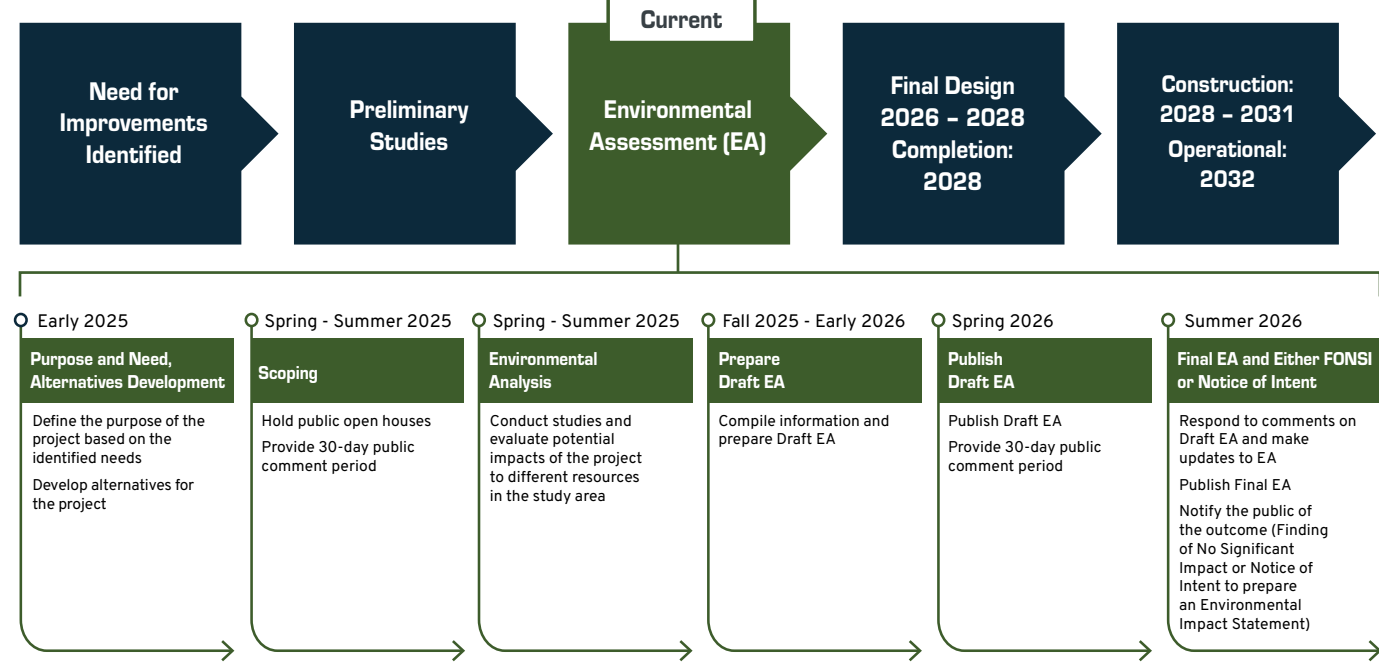 Current
Need for
Improvements
Identified
Preliminary
Studies
Environmental
Assessment (EA)
Final Design
2026 – 2028
Completion:
2028
Construction:
2028 – 2031
Operational:
2032
Early 2025
Purpose and Need,
Alternatives Development
Define the purpose of the
project based on the
identified needs
Develop alternatives for
the project
Spring - Summer 2025
Scoping
Hold public open houses
Provide 30-day public
comment period
Spring - Summer 2025
Environmental
Analysis
Conduct studies and
evaluate potential
impacts of the project
to different resources
in the study area
Fall 2025 - Early 2026
Prepare
Draft EA
Compile information and
prepare Draft EA
Spring 2026
Publish
Draft EA
Publish Draft EA
Provide 30-day public
comment period
Summer 2026
Final EA and Either FONSI
or Notice of Intent
Respond to comments on
Draft EA and make
updates to EA
Publish Final EA
Notify the public of
the outcome (Finding
of No Significant
Impact or Notice of
Intent to prepare
an Environmental
Impact Statement)